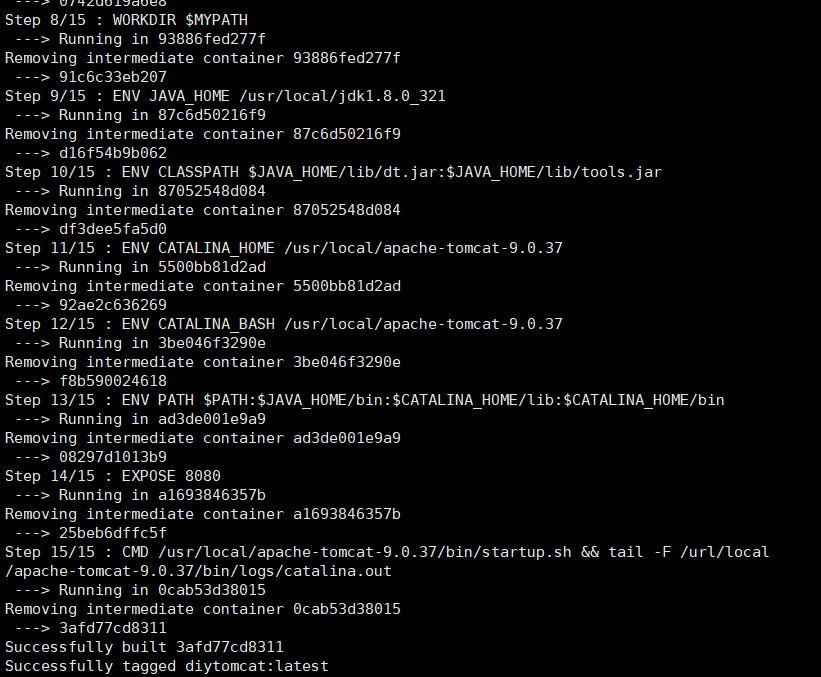 ---> 0742d619a6e8
Step 8/15 : WORKDIR $MYPATH
---> Running in 93886fed277f
Removing intermediate container 93886fed277f
---> 91c6c33eb207
Step 9/15 : ENV JAVA_HOME /usr/local/jdk1.8.0_321
---> Running in 87c6d50216f9
Removing intermediate container 87c6d50216f9
---> d16f54b9b062
Step 10/15 : ENV CLASSPATH $JAVA_HOME/lib/dt.jar:$JAVA_HOME/lib/tools.jar
---> Running in 87052548d084
Removing intermediate container 87052548d084
---> df3dee5fa5d0
Step 11/15 : ENV CATALINA_HOME /usr/local/apache-tomcat-9.0.37
---> Running in 5500bb81d2ad
Removing intermediate container 5500bb81d2ad
---> 92ae2c636269
Step 12/15 : ENV CATALINA_BASH /usr/local/apache-tomcat-9.0.37
---> Running in 3be046f3290e
Removing intermediate container 3be046f3290e
---> f8b590024618
Step 13/15 : ENV PATH $PATH:$JAVA_HOME/bin:$CATALINA_HOME/lib:$CATALINA_HOME/bin
---> Running in ad3de001e9a9
Removing intermediate container ad3de001e9a9
---> 08297d1013b9
Step 14/15 : EXPOSE 8080
---> Running in a1693846357b
Removing intermediate container a1693846357b
---> 25beb6dffc5f
Step 15/15 : CMD /usr/local/apache-tomcat-9.0.37/bin/startup.sh && tail -F /url/local
/apache-tomcat-9.0.37/bin/logs/catalina.out
---> Running in 0cab53d38015
Removing intermediate container 0cab53d38015
---> 3afd77cd8311
Successfully built 3afd77cd8311
Successfully tagged diytomcat:latest